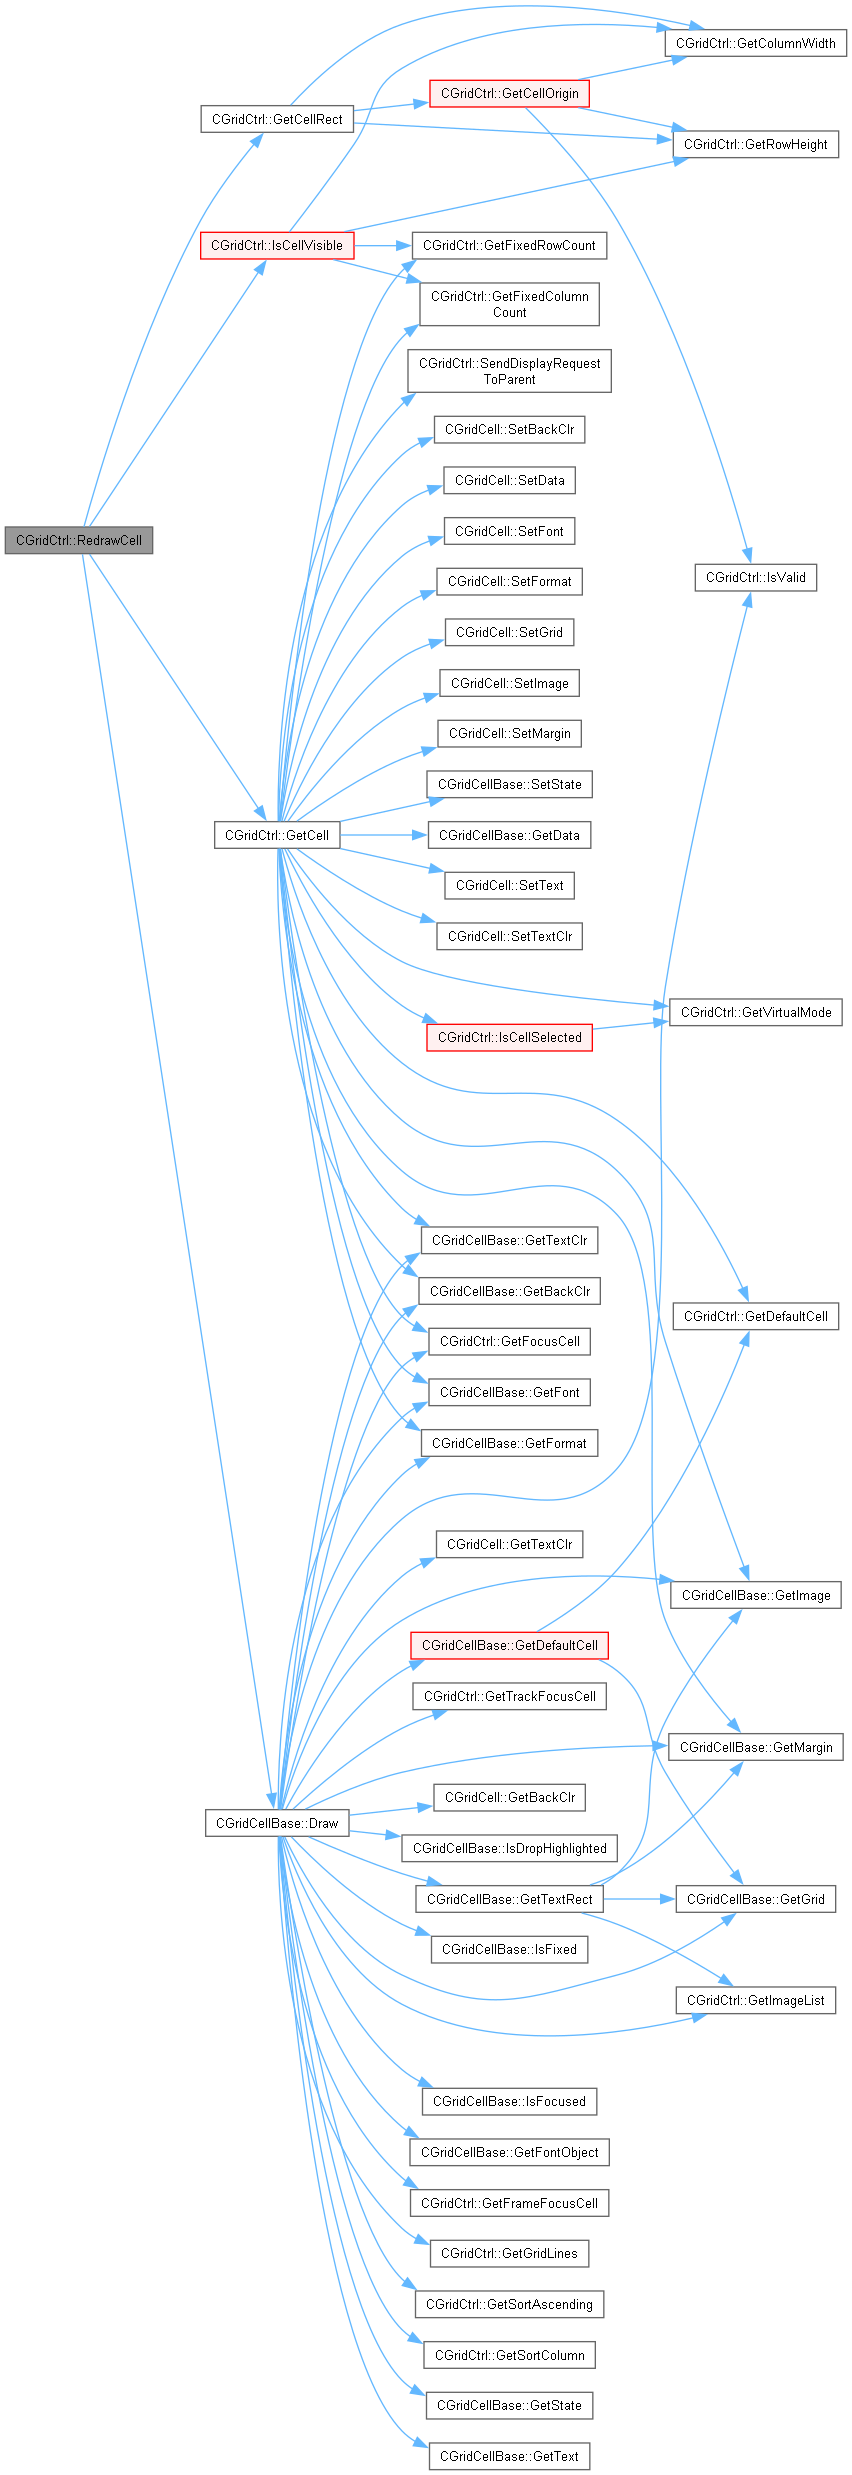 CGridCtrl::GetColumnWidth
CGridCtrl::GetCellOrigin
CGridCtrl::GetCellRect
CGridCtrl::GetRowHeight
CGridCtrl::IsCellVisible
CGridCtrl::GetFixedRowCount
CGridCtrl::GetFixedColumn
Count
CGridCtrl::SendDisplayRequest
ToParent
CGridCell::SetBackClr
CGridCell::SetData
CGridCell::SetFont
CGridCtrl::RedrawCell
CGridCtrl::IsValid
CGridCell::SetFormat
CGridCell::SetGrid
CGridCell::SetImage
CGridCell::SetMargin
CGridCellBase::SetState
CGridCtrl::GetCell
CGridCellBase::GetData
CGridCell::SetText
CGridCell::SetTextClr
CGridCtrl::GetVirtualMode
CGridCtrl::IsCellSelected
CGridCellBase::GetTextClr
CGridCellBase::GetBackClr
CGridCtrl::GetDefaultCell
CGridCtrl::GetFocusCell
CGridCellBase::GetFont
CGridCellBase::GetFormat
CGridCell::GetTextClr
CGridCellBase::GetImage
CGridCellBase::GetDefaultCell
CGridCtrl::GetTrackFocusCell
CGridCellBase::GetMargin
CGridCell::GetBackClr
CGridCellBase::Draw
CGridCellBase::IsDropHighlighted
CGridCellBase::GetTextRect
CGridCellBase::GetGrid
CGridCellBase::IsFixed
CGridCtrl::GetImageList
CGridCellBase::IsFocused
CGridCellBase::GetFontObject
CGridCtrl::GetFrameFocusCell
CGridCtrl::GetGridLines
CGridCtrl::GetSortAscending
CGridCtrl::GetSortColumn
CGridCellBase::GetState
CGridCellBase::GetText